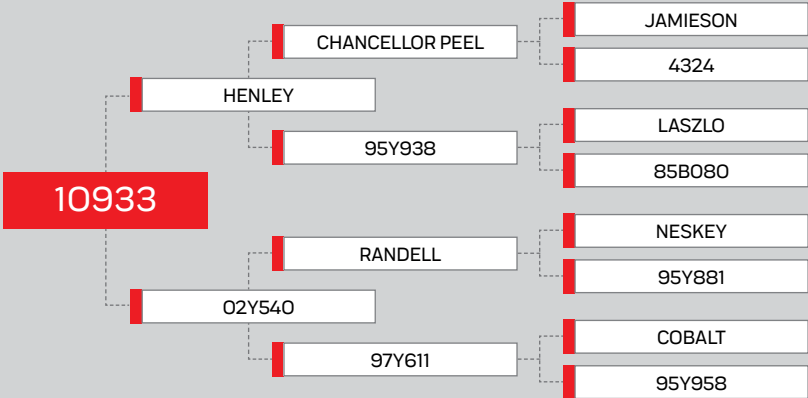 JAMIESON
CHANCELLOR PEEL
4324
HENLEY
LASZLO
95Y938
85B080
10933
NESKEY
RANDELL
95Y881
02Y540
COBALT
97Y611
95Y958